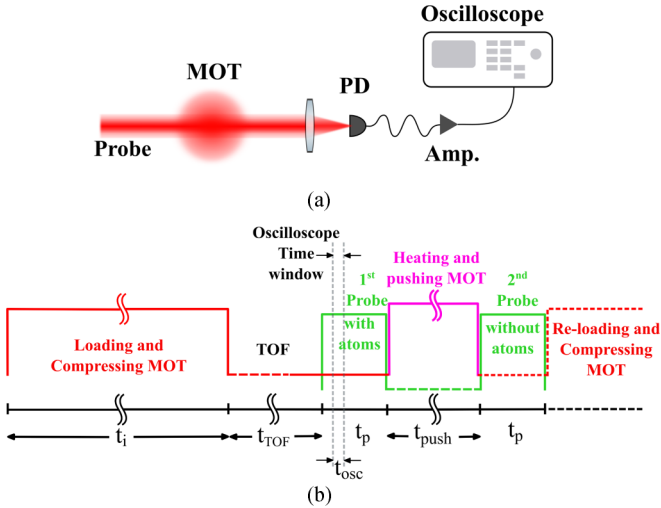 Oscilloscope
MOT
PD
Probe
Amp.
(a)
Oscilloscope
Time
window
1st
Probe
with
atoms
Heating and
pushing MOT
2nd
Probe
without
atoms
Loading and
Compressing MOT
TOF
Re-loading and
Compressing
MOT
ti
tTOF
tp
tpush
tp
tosc
(b)